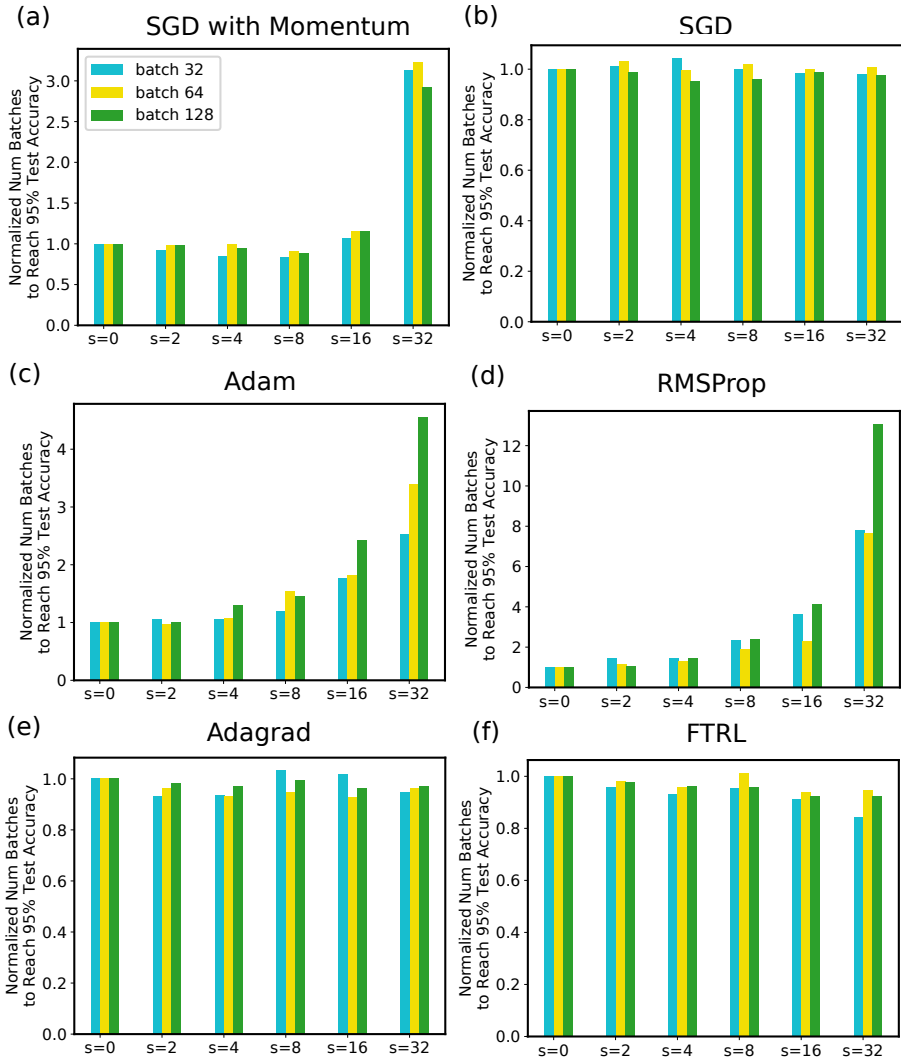 (a)
SGD with Momentum
Normalized Num Batches
to Reach 95% Test Accuracy
3.0
2.5
2.0
1.5
1.0
0.5
0.0
batch 32
batch 64
batch 128
s=0 s=2 s=4 s=8 s=16 s=32
(b)
SGD
Normalized Num Batches
to Reach 95% Test Accuracy
1.0
0.8
0.6
0.4
0.2
0.0
s=0 s=2 s=4 s=8 s=16 s=32
(c)
Adam
Normalized Num Batches
to Reach 95% Test Accuracy
4
3
2
1
0
s=0 s=2 s=4 s=8 s=16 s=32
(d)
RMSProp
Normalized Num Batches
to Reach 95% Test Accuracy
12
10
8
6
4
2
0
s=0 s=2 s=4 s=8 s=16 s=32
(e)
Adagrad
Normalized Num Batches
to Reach 95% Test Accuracy
1.0
0.8
0.6
0.4
0.2
0.0
s=0 s=2 s=4 s=8 s=16 s=32
(f)
FTRL
Normalized Num Batches
to Reach 95% Test Accuracy
1.0
0.8
0.6
0.4
0.2
0.0
s=0 s=2 s=4 s=8 s=16 s=32